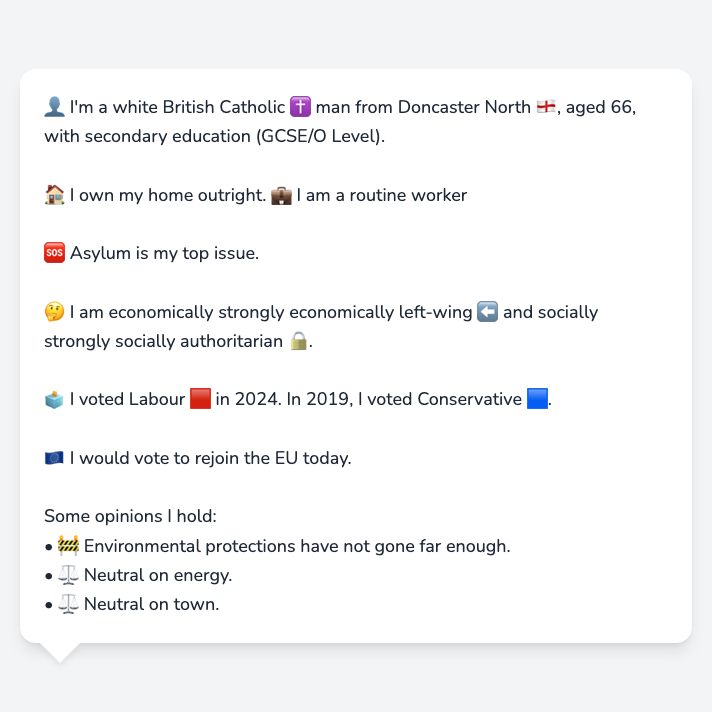 👤 I'm a white British Catholic ✝️ man from Doncaster North 🏴󠁧󠁢󠁥󠁮󠁧󠁿, aged 66,
with secondary education (GCSE/O Level).
🏠 I own my home outright. 💼 I am a routine worker
🆘 Asylum is my top issue.
🤔 I am economically strongly economically left-wing ⬅️ and socially
strongly socially authoritarian 🔒.
🗳️ I voted Labour 🟥 in 2024. In 2019, I voted Conservative 🟦.
🇪🇺 I would vote to rejoin the EU today.
Some opinions I hold:
• 🚧 Environmental protections have not gone far enough.
• ⚖️ Neutral on energy.
• ⚖️ Neutral on town.